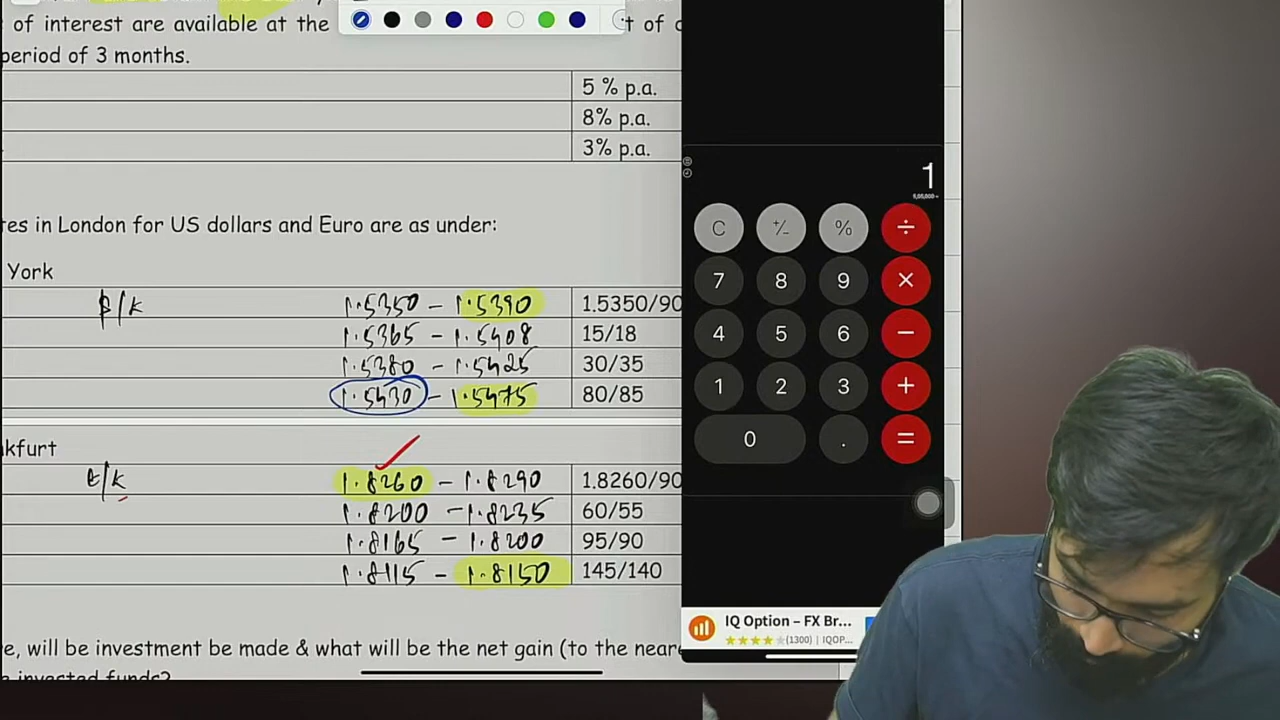 of interest are available at the
t of
period of 3 months.
5 % p.a.
8% p.a.
3% p.a.
tes in London for US dollars and Euro are as under:
York
$/£ 1.5350 – 1.5390 1.5350/90
1.5365 – 1.5408 15/18
1.5380 – 1.5425 30/35
1.5430 – 1.5475 80/85
nkfurt
€/£ 1.8260 – 1.8290 1.8260/90
1.8200 – 1.8235 60/55
1.8165 – 1.8200 95/90
1.8115 – 1.8150 145/140
e, will be investment be made & what will be the net gain (to the neare
invested funds?
1
C +/− % ÷
7 8 9 ×
4 5 6 −
1 2 3 +
0 . =
IQ Option – FX Br...
(1300) | IQOP...